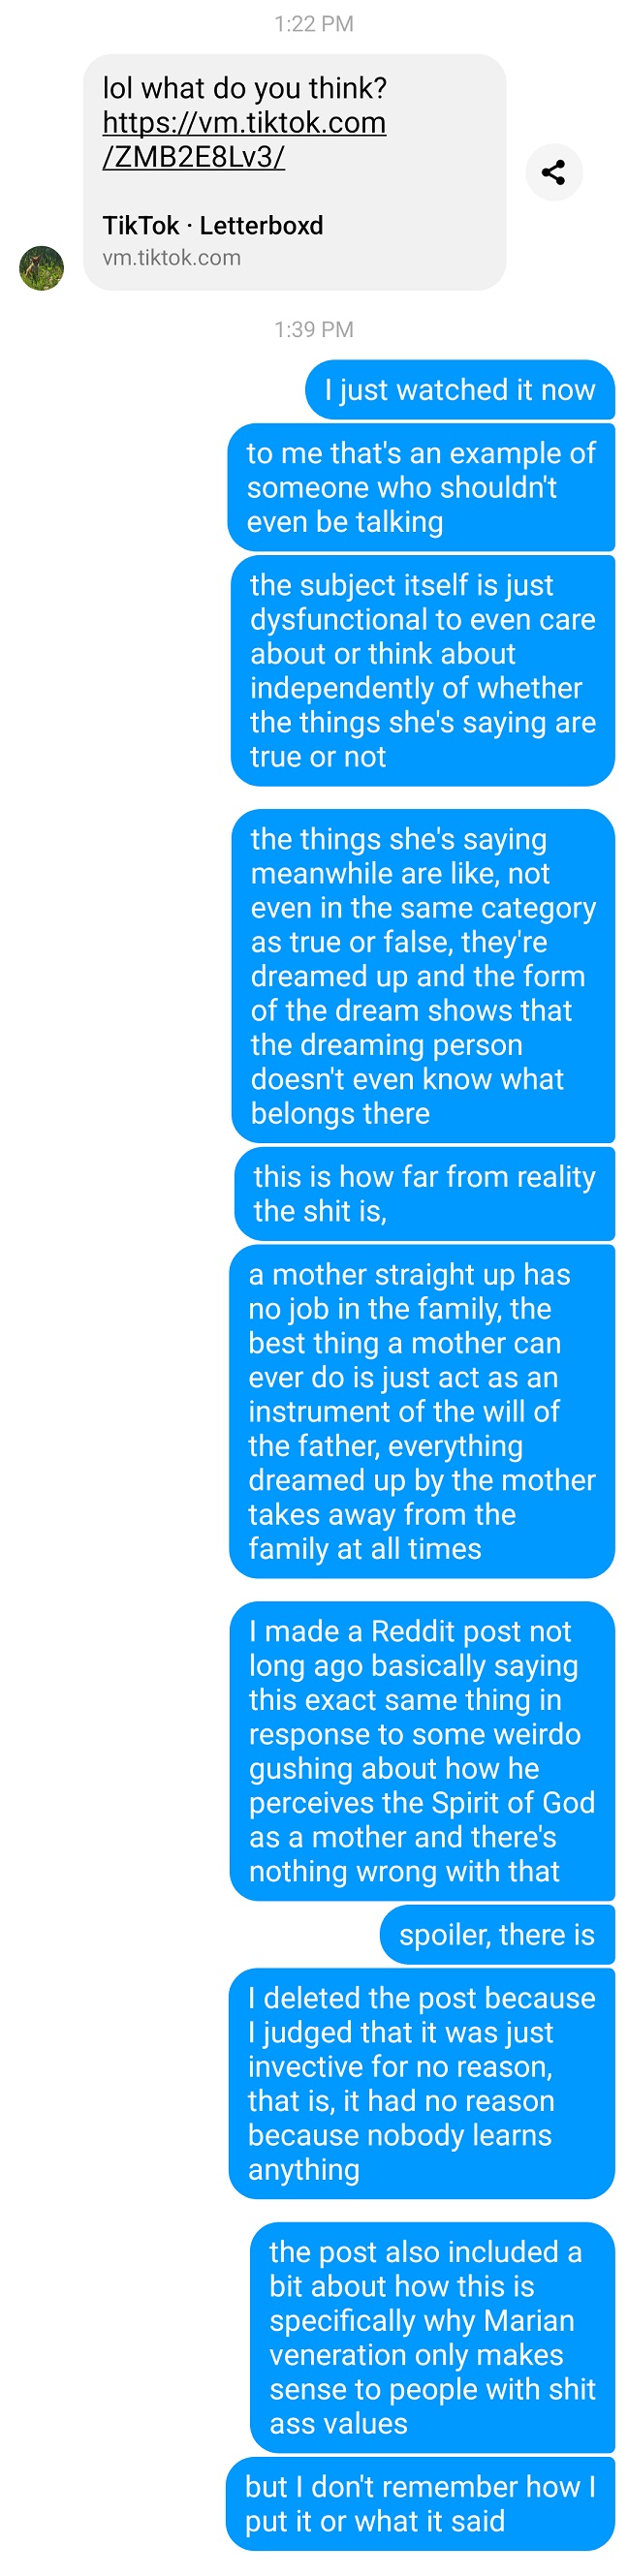 1:22 PM
lol what do you think?
https://vm.tiktok.com
/ZMB2E8Lv3/
TikTok · Letterboxd
vm.tiktok.com
1:39 PM
I just watched it now
to me that's an example of
someone who shouldn't
even be talking
the subject itself is just
dysfunctional to even care
about or think about
independently of whether
the things she's saying are
true or not
the things she's saying
meanwhile are like, not
even in the same category
as true or false, they're
dreamed up and the form
of the dream shows that
the dreaming person
doesn't even know what
belongs there
this is how far from reality
the shit is,
a mother straight up has
no job in the family, the
best thing a mother can
ever do is just act as an
instrument of the will of
the father, everything
dreamed up by the mother
takes away from the
family at all times
I made a Reddit post not
long ago basically saying
this exact same thing in
response to some weirdo
gushing about how he
perceives the Spirit of God
as a mother and there's
nothing wrong with that
spoiler, there is
I deleted the post because
I judged that it was just
invective for no reason,
that is, it had no reason
because nobody learns
anything
the post also included a
bit about how this is
specifically why Marian
veneration only makes
sense to people with shit
ass values
but I don't remember how I
put it or what it said